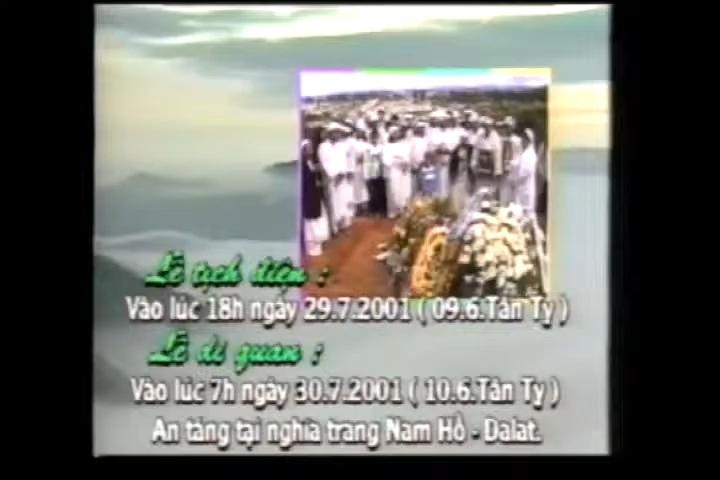 Lễ tịch điện :
Vào lúc 18h ngày 29.7.2001 ( 09.6.Tân Tỵ )
Lễ di quan :
Vào lúc 7h ngày 30.7.2001 ( 10.6.Tân Tỵ )
An táng tại nghĩa trang Nam Hồ - Dalat.